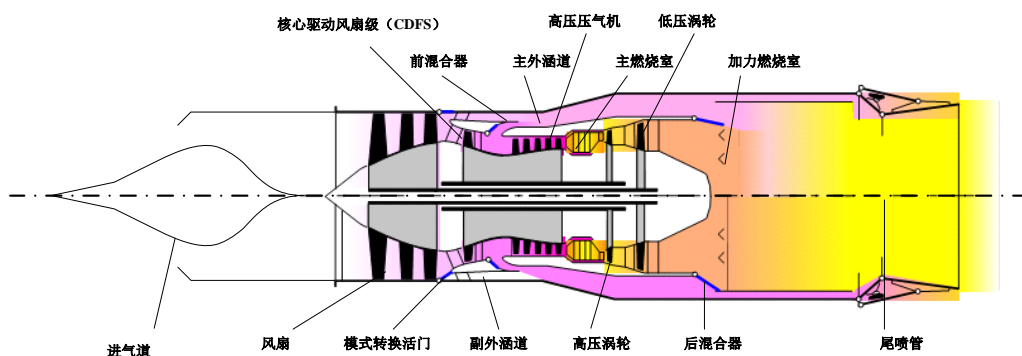 核心驱动风扇级（CDFS）
高压压气机
低压涡轮
前混合器
主外涵道
主燃烧室
加力燃烧室
进气道
风扇
模式转换活门
副外涵道
高压涡轮
后混合器
尾喷管